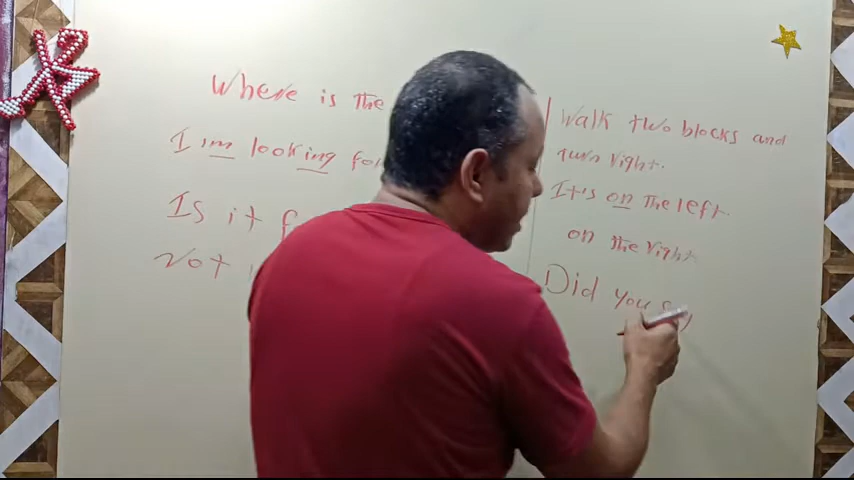 Where is the
I'm looking for
Is it
Not
Walk two blocks and
turn right.
It's on the left.
on the right.
Did you